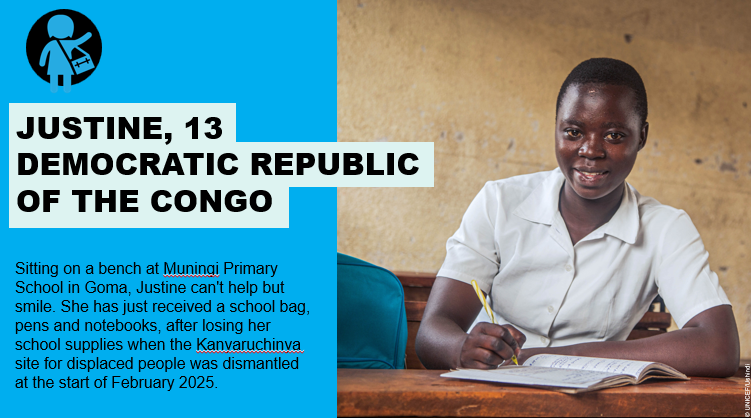 JUSTINE, 13
DEMOCRATIC REPUBLIC
OF THE CONGO
Sitting on a bench at Muningi Primary
School in Goma, Justine can't help but
smile. She has just received a school bag,
pens and notebooks, after losing her
school supplies when the Kanyaruchinya
site for displaced people was dismantled
at the start of February 2025.